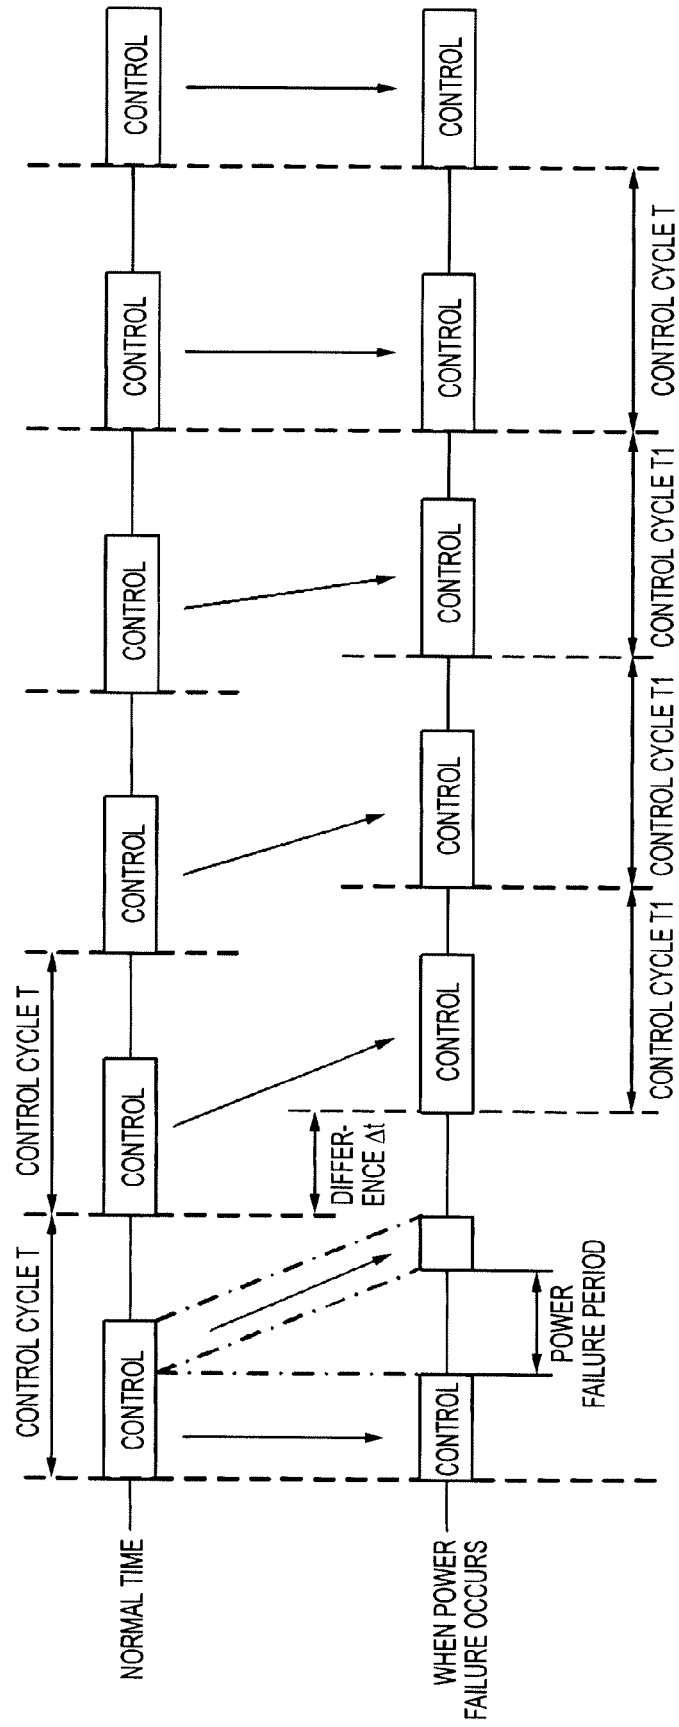 CONTROL CYCLE T
CONTROL CYCLE T
NORMAL TIME
CONTROL
CONTROL
CONTROL
CONTROL
CONTROL
CONTROL
DIFFER-
ENCE Δt
WHEN POWER
FAILURE OCCURS
CONTROL
CONTROL
CONTROL
CONTROL
CONTROL
CONTROL
POWER
FAILURE PERIOD
CONTROL CYCLE T1
CONTROL CYCLE T1
CONTROL CYCLE T1
CONTROL CYCLE T